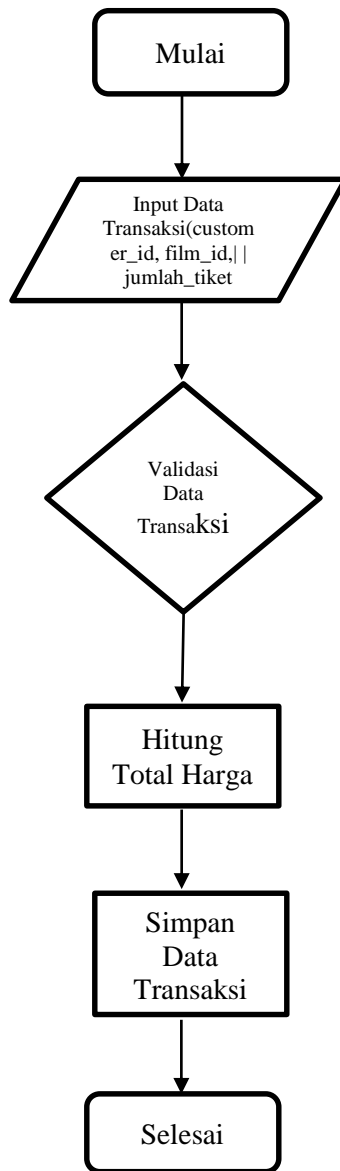 Mulai
Input Data
Transaksi(custom
er_id, film_id,| |
jumlah_tiket
Validasi
Data
Transaksi
Hitung
Total Harga
Simpan
Data
Transaksi
Selesai